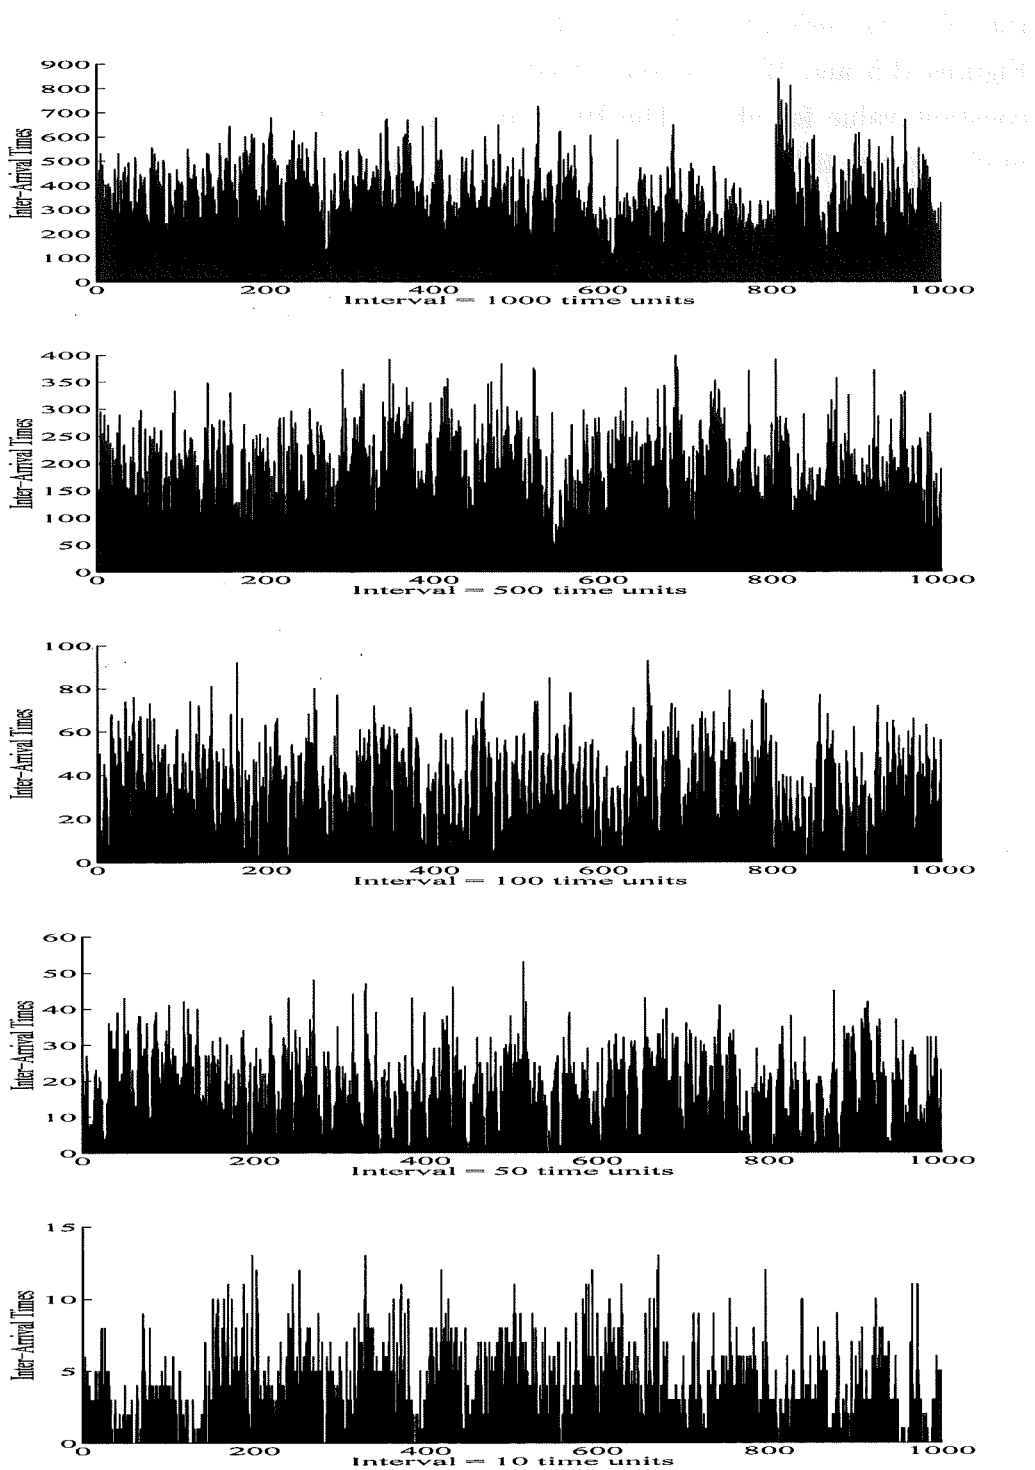 900
800
700
600
500
400
300
200
100
0
Inter-Arrival Times
0 200 400 600 800 1000
Interval = 1000 time units
400
350
300
250
200
150
100
50
0
Inter-Arrival Times
0 200 400 600 800 1000
Interval = 500 time units
100
80
60
40
20
0
Inter-Arrival Times
0 200 400 600 800 1000
Interval = 100 time units
60
50
40
30
20
10
0
Inter-Arrival Times
0 200 400 600 800 1000
Interval = 50 time units
15
10
5
0
Inter-Arrival Times
0 200 400 600 800 1000
Interval = 10 time units